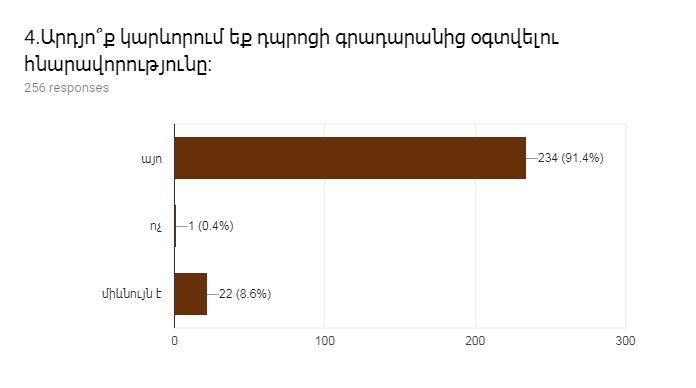 4.Արդյո՞ք կարևորում եք դպրոցի գրադարանից օգտվելու
հնարավորությունը:
256 responses
այո
234 (91.4%)
ոչ
1 (0.4%)
միևնույն է
22 (8.6%)
0
100
200
300